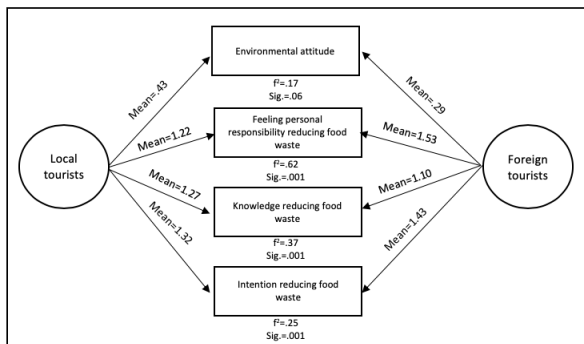 Environmental attitude
f²=.17
Sig.=.06
Mean=.43
Mean=.29
Feeling personal
responsibility reducing food
waste
f²=.62
Sig.=.001
Mean=1.22
Mean=1.53
Local
tourists
Foreign
tourists
Mean=1.27
Mean=1.10
Knowledge reducing food
waste
f²=.37
Sig.=.001
Mean=1.32
Mean=1.43
Intention reducing food
waste
f²=.25
Sig.=.001